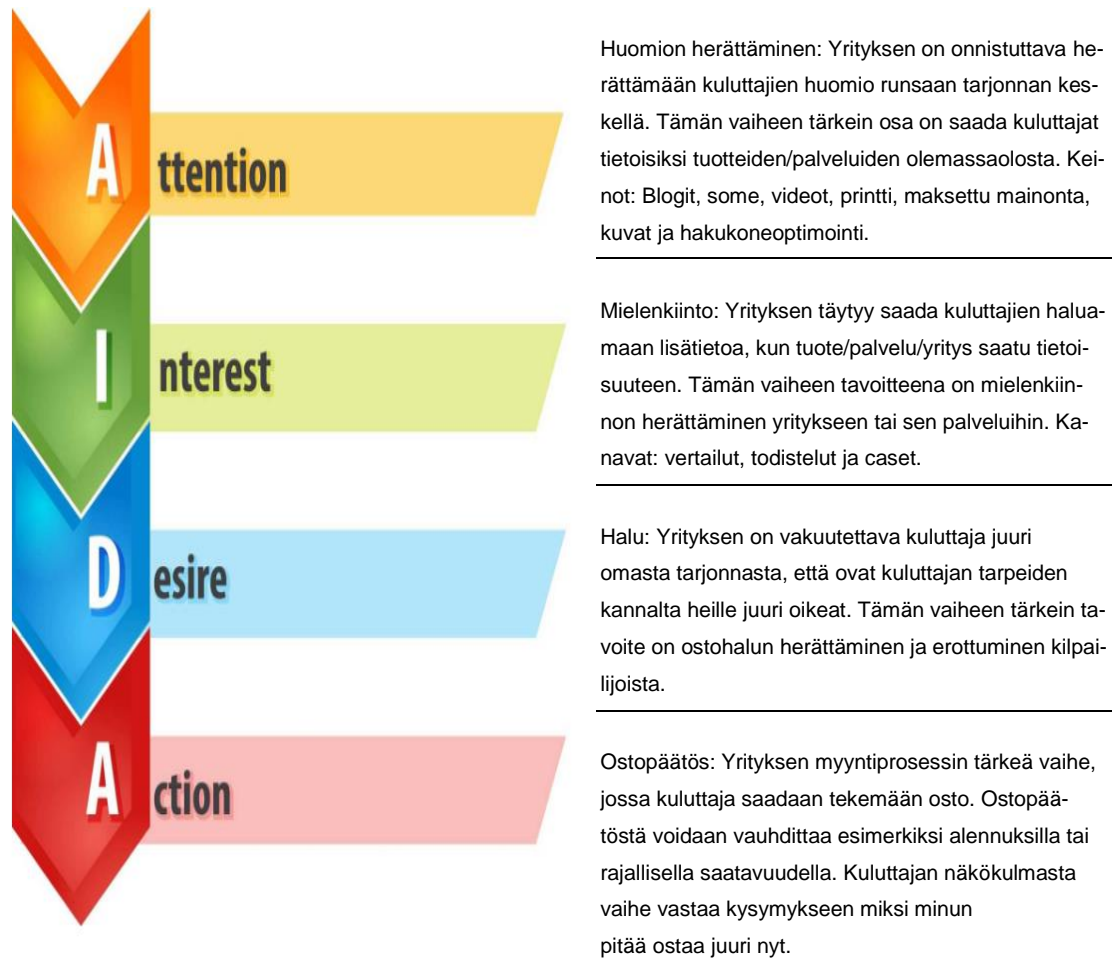 Attention
Huomion herättäminen: Yrityksen on onnistuttava he-
rättämään kuluttajien huomio runsaan tarjonnan kes-
kellä. Tämän vaiheen tärkein osa on saada kuluttajat
tietoisiksi tuotteiden/palveluiden olemassaolosta. Kei-
not: Blogit, some, videot, printti, maksettu mainonta,
kuvat ja hakukoneoptimointi.
Interest
Mielenkiinto: Yrityksen täytyy saada kuluttajien halua-
maan lisätietoa, kun tuote/palvelu/yritys saatu tietoi-
suuteen. Tämän vaiheen tavoitteena on mielenkiin-
non herättäminen yritykseen tai sen palveluihin. Ka-
navat: vertailut, todistelut ja caset.
Desire
Halu: Yrityksen on vakuutettava kuluttaja juuri
omasta tarjonnasta, että ovat kuluttajan tarpeiden
kannalta heille juuri oikeat. Tämän vaiheen tärkein ta-
voite on ostohalun herättäminen ja erottuminen kilpai-
lijoista.
Action
Ostopäätös: Yrityksen myyntiprosessin tärkeä vaihe,
jossa kuluttaja saadaan tekemään osto. Ostopää-
töstä voidaan vauhdittaa esimerkiksi alennuksilla tai
rajallisella saatavuudella. Kuluttajan näkökulmasta
vaihe vastaa kysymykseen miksi minun
pitää ostaa juuri nyt.